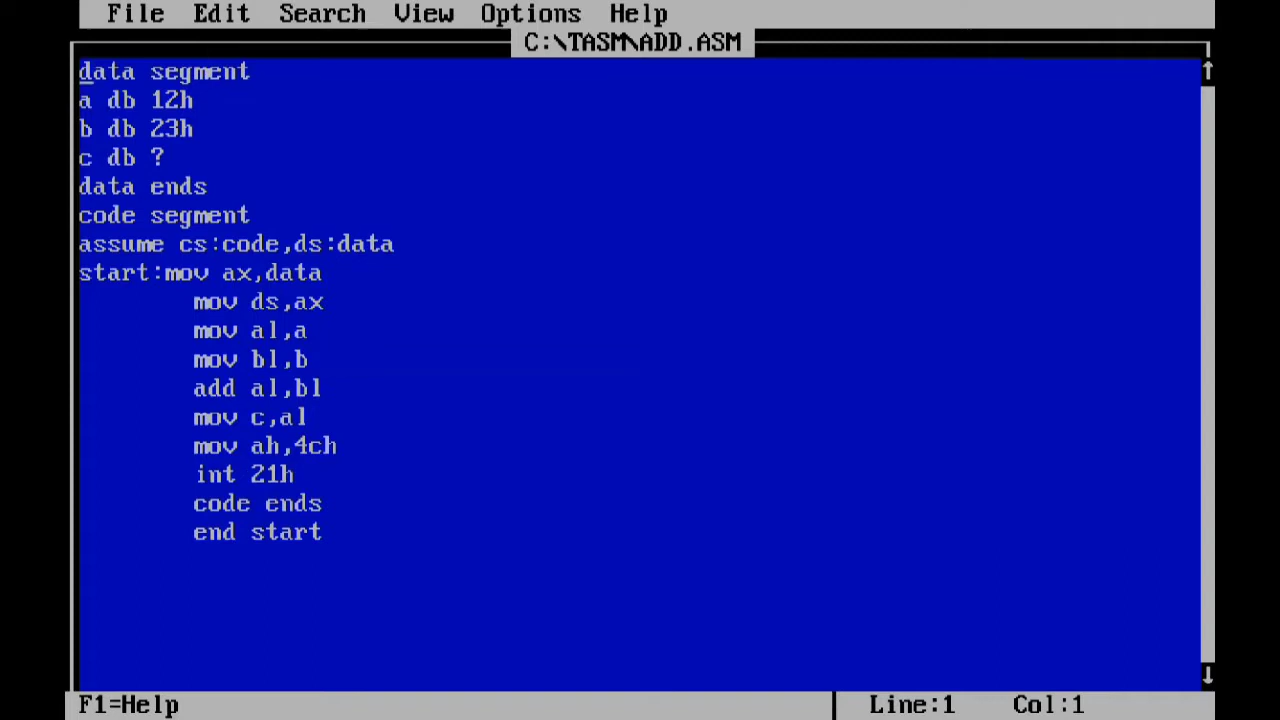 File Edit Search View Options Help
C:\TASM\ADD.ASM
data segment
a db 12h
b db 23h
c db ?
data ends
code segment
assume cs:code,ds:data
start:mov ax,data
mov ds,ax
mov al,a
mov bl,b
add al,bl
mov c,al
mov ah,4ch
int 21h
code ends
end start
F1=Help Line:1 Col:1